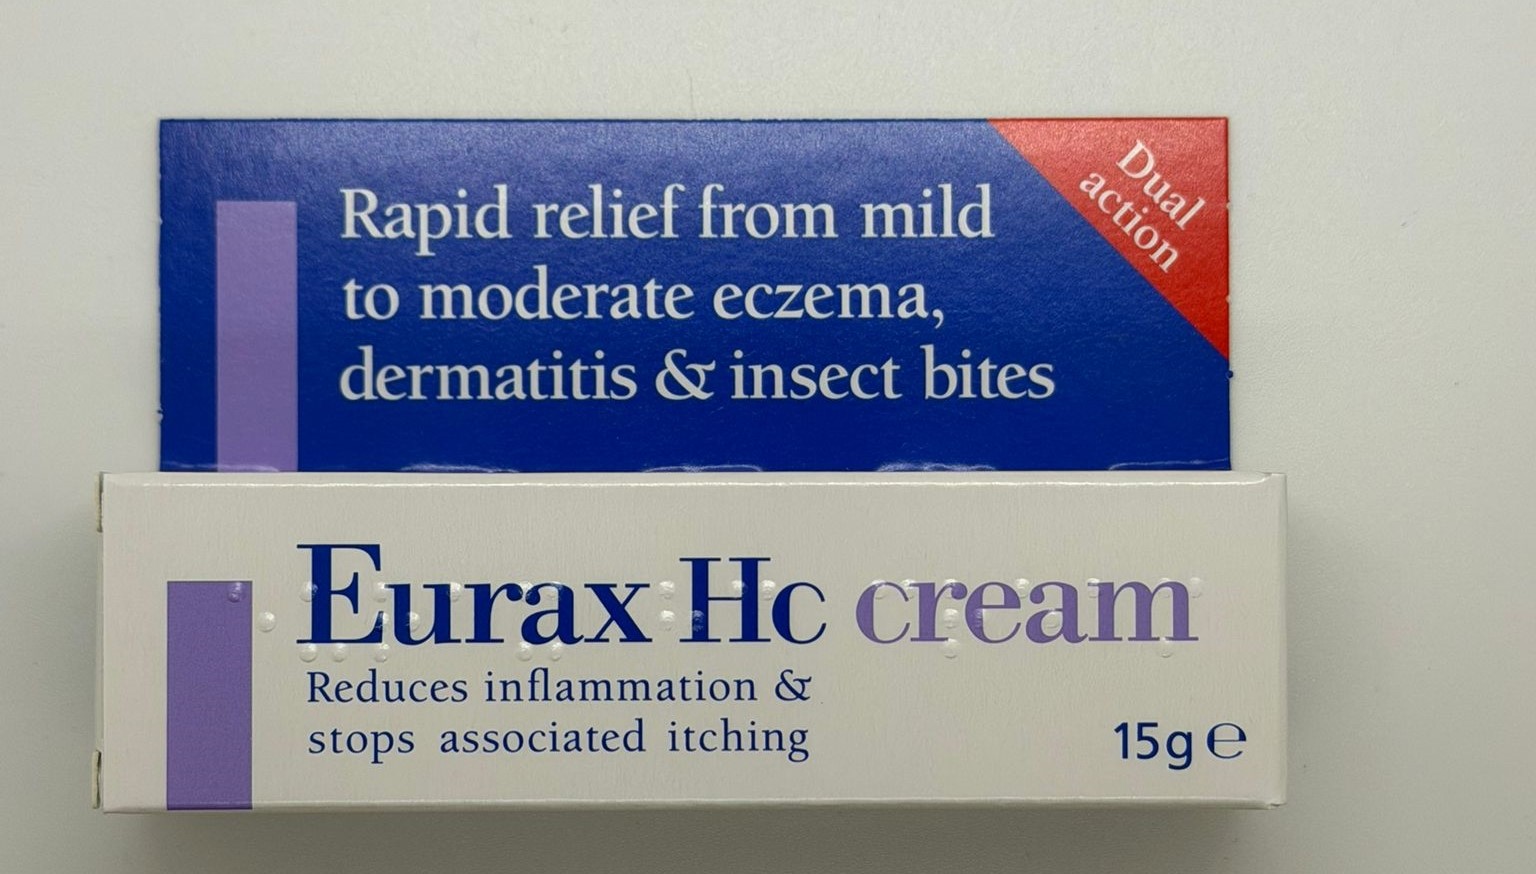 Rapid relief from mild
to moderate eczema,
dermatitis & insect bites
Dual
action
Eurax Hc cream
Reduces inflammation &
stops associated itching
15g ℮